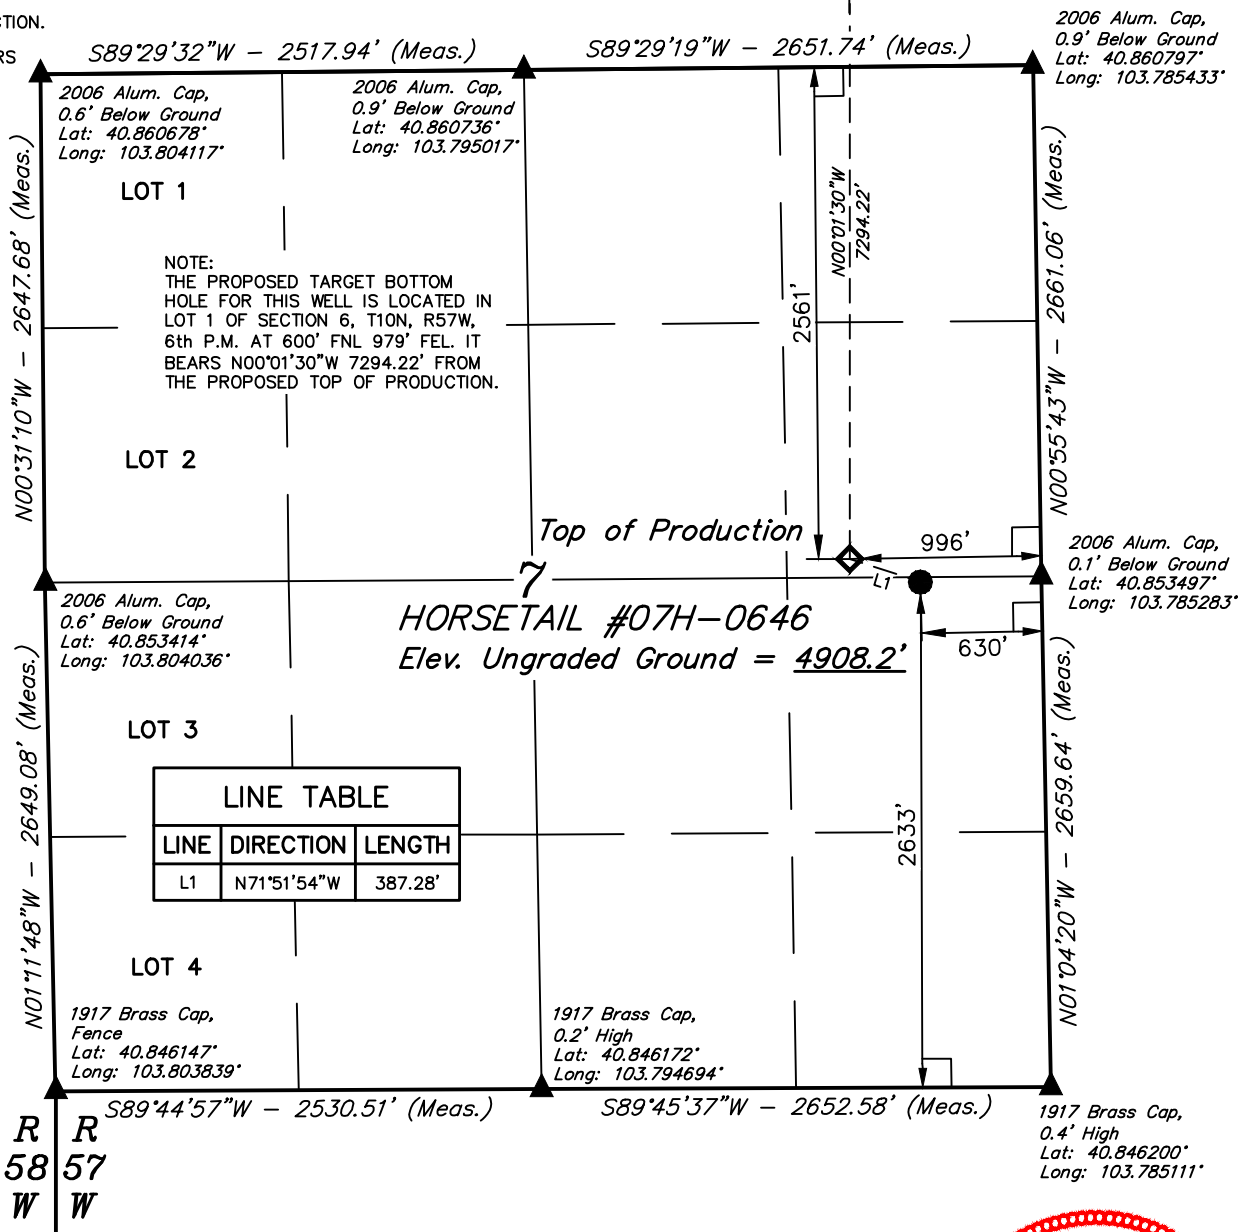 CTION.
RS
S89°29'32"W – 2517.94' (Meas.)
S89°29'19"W – 2651.74' (Meas.)
2006 Alum. Cap,
0.9' Below Ground
Lat: 40.860797°
Long: 103.785433°
2006 Alum. Cap,
0.6' Below Ground
Lat: 40.860678°
Long: 103.804117°
2006 Alum. Cap,
0.9' Below Ground
Lat: 40.860736°
Long: 103.795017°
N00°31'10"W – 2647.68' (Meas.)
LOT 1
NOTE:
THE PROPOSED TARGET BOTTOM
HOLE FOR THIS WELL IS LOCATED IN
LOT 1 OF SECTION 6, T10N, R57W,
6th P.M. AT 600' FNL 979' FEL. IT
BEARS N00°01'30"W 7294.22' FROM
THE PROPOSED TOP OF PRODUCTION.
2561'
N00°01'30"W
7294.22'
N00°55'43"W – 2661.06' (Meas.)
LOT 2
Top of Production
996'
L1
7
2006 Alum. Cap,
0.1' Below Ground
Lat: 40.853497°
Long: 103.785283°
2006 Alum. Cap,
0.6' Below Ground
Lat: 40.853414°
Long: 103.804036°
HORSETAIL #07H–0646
Elev. Ungraded Ground = 4908.2'
630'
N01°11'48"W – 2649.08' (Meas.)
LOT 3
LINE TABLE
LINE DIRECTION LENGTH
L1 N71°51'54"W 387.28'
2633'
N01°04'20"W – 2659.64' (Meas.)
LOT 4
1917 Brass Cap,
Fence
Lat: 40.846147°
Long: 103.803839°
1917 Brass Cap,
0.2' High
Lat: 40.846172°
Long: 103.794694°
S89°44'57"W – 2530.51' (Meas.)
S89°45'37"W – 2652.58' (Meas.)
1917 Brass Cap,
0.4' High
Lat: 40.846200°
Long: 103.785111°
R R
58 57
W W